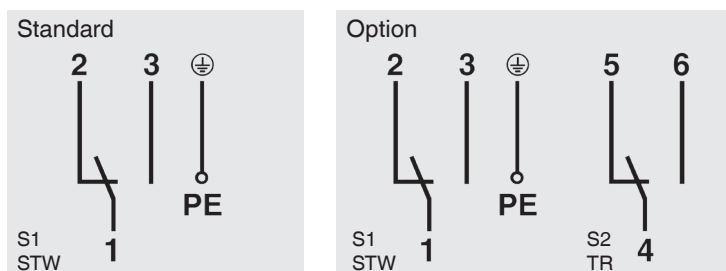 Standard
2 3
PE
S1
STW 1
Option
2 3 5 6
PE
S1
STW 1
S2
TR 4